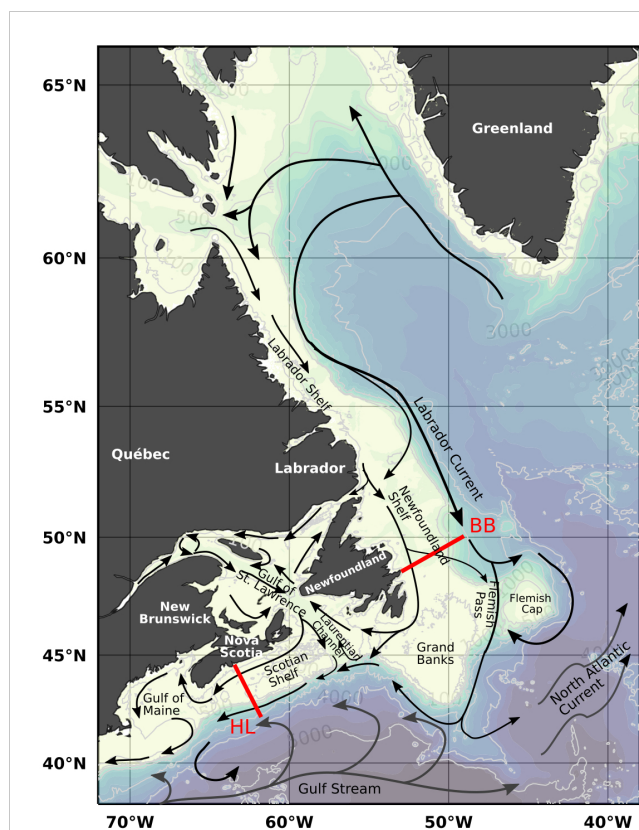 65°N
Greenland
2000
500
60°N
3000
Labrador Shelf
55°N
Labrador Current
Québec
Labrador
Newfoundland
Shelf
BB
50°N
Newfoundland
Gulf of
St. Lawrence
Flemish
Pass
Flemish
Cap
New
Brunswick
Nova
Scotia
Laurentian
Channel
Grand
Banks
45°N
Scotian
Shelf
Gulf of
Maine
North Atlantic
Current
HL
40°N
Gulf Stream
70°W
60°W
50°W
40°W